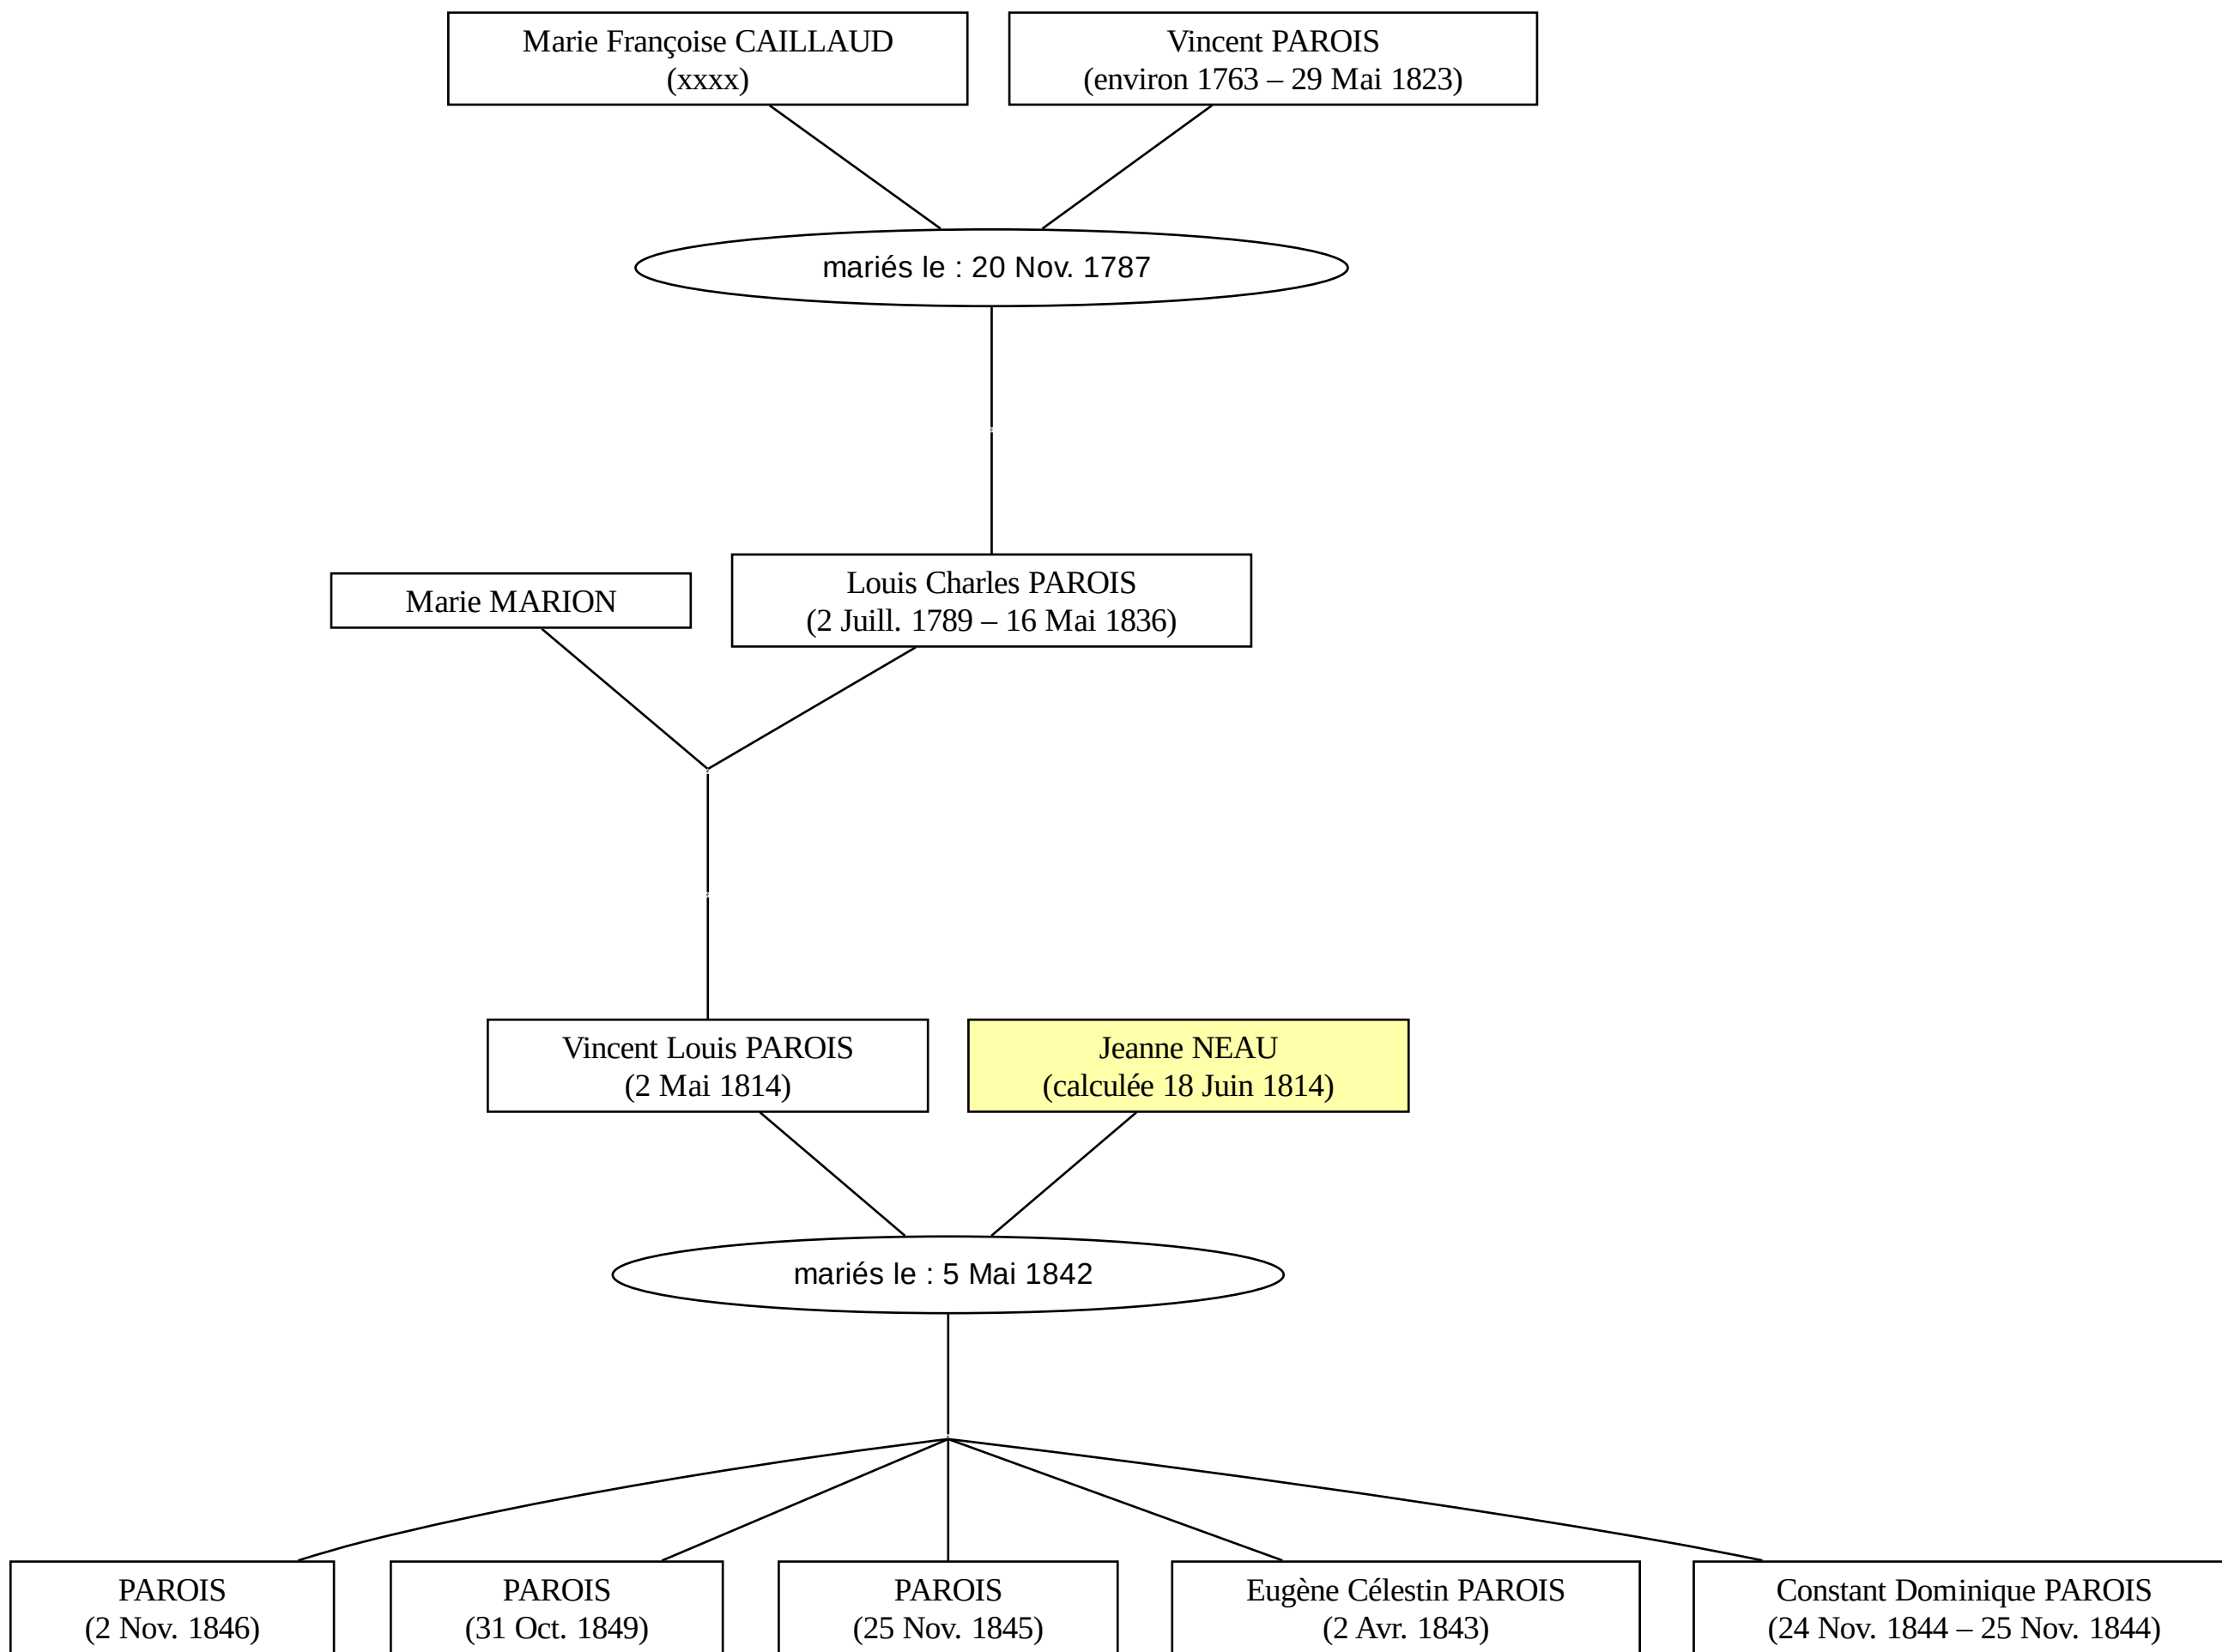 Marie Françoise CAILLAUD
(xxxx)
Vincent PAROIS
(environ 1763 – 29 Mai 1823)
mariés le : 20 Nov. 1787
Marie MARION
Louis Charles PAROIS
(2 Juill. 1789 – 16 Mai 1836)
Vincent Louis PAROIS
(2 Mai 1814)
Jeanne NEAU
(calculée 18 Juin 1814)
mariés le : 5 Mai 1842
PAROIS
(2 Nov. 1846)
PAROIS
(31 Oct. 1849)
PAROIS
(25 Nov. 1845)
Eugène Célestin PAROIS
(2 Avr. 1843)
Constant Dominique PAROIS
(24 Nov. 1844 – 25 Nov. 1844)